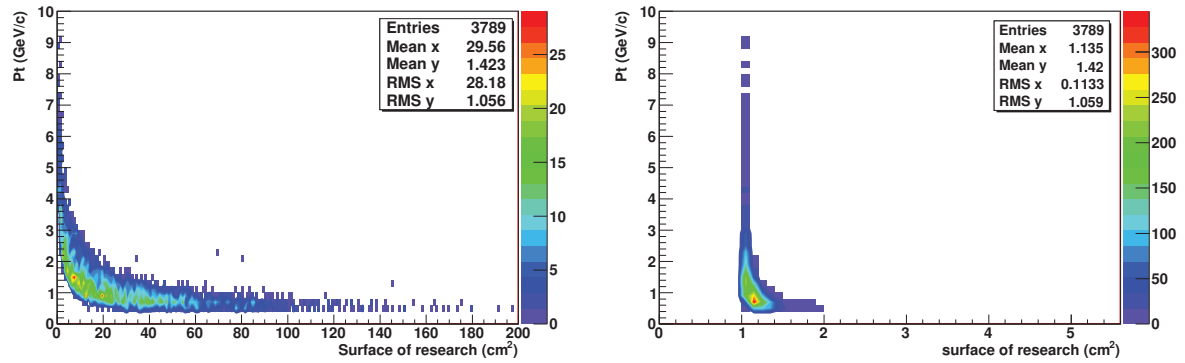 Pt (GeV/c)
10
9
8
7
6
5
4
3
2
1
0
0 20 40 60 80 100 120 140 160 180 200
Surface of research (cm²)
Entries 3789
Mean x 29.56
Mean y 1.423
RMS x 28.18
RMS y 1.056
25
20
15
10
5
0
Pt (GeV/c)
10
9
8
7
6
5
4
3
2
1
0
0 1 2 3 4 5
surface of research (cm²)
Entries 3789
Mean x 1.135
Mean y 1.42
RMS x 0.1133
RMS y 1.059
300
250
200
150
100
50
0